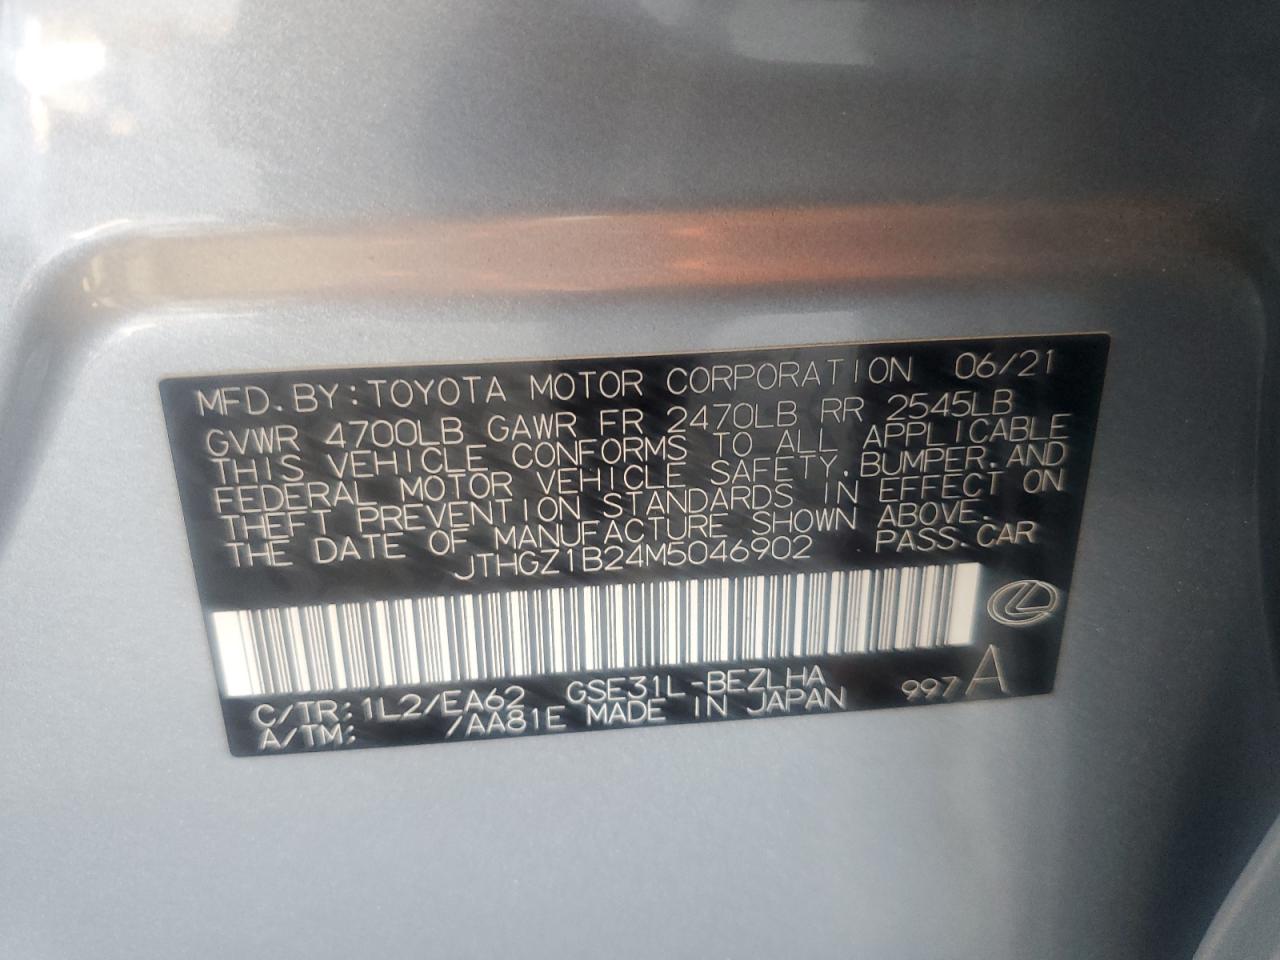 MFD. BY: TOYOTA MOTOR CORPORATION 06/21
GVWR 4700LB GAWR FR 2470LB RR 2545LB
THIS VEHICLE CONFORMS TO ALL APPLICABLE
FEDERAL MOTOR VEHICLE SAFETY, BUMPER, AND
THEFT PREVENTION STANDARDS IN EFFECT ON
THE DATE OF MANUFACTURE SHOWN ABOVE.
JTHGZ1B24M5046902 PASS. CAR
C/TR: 1L2/EA62 GSE31L-BEZLHA 997 A
A/TM: /AA81E MADE IN JAPAN